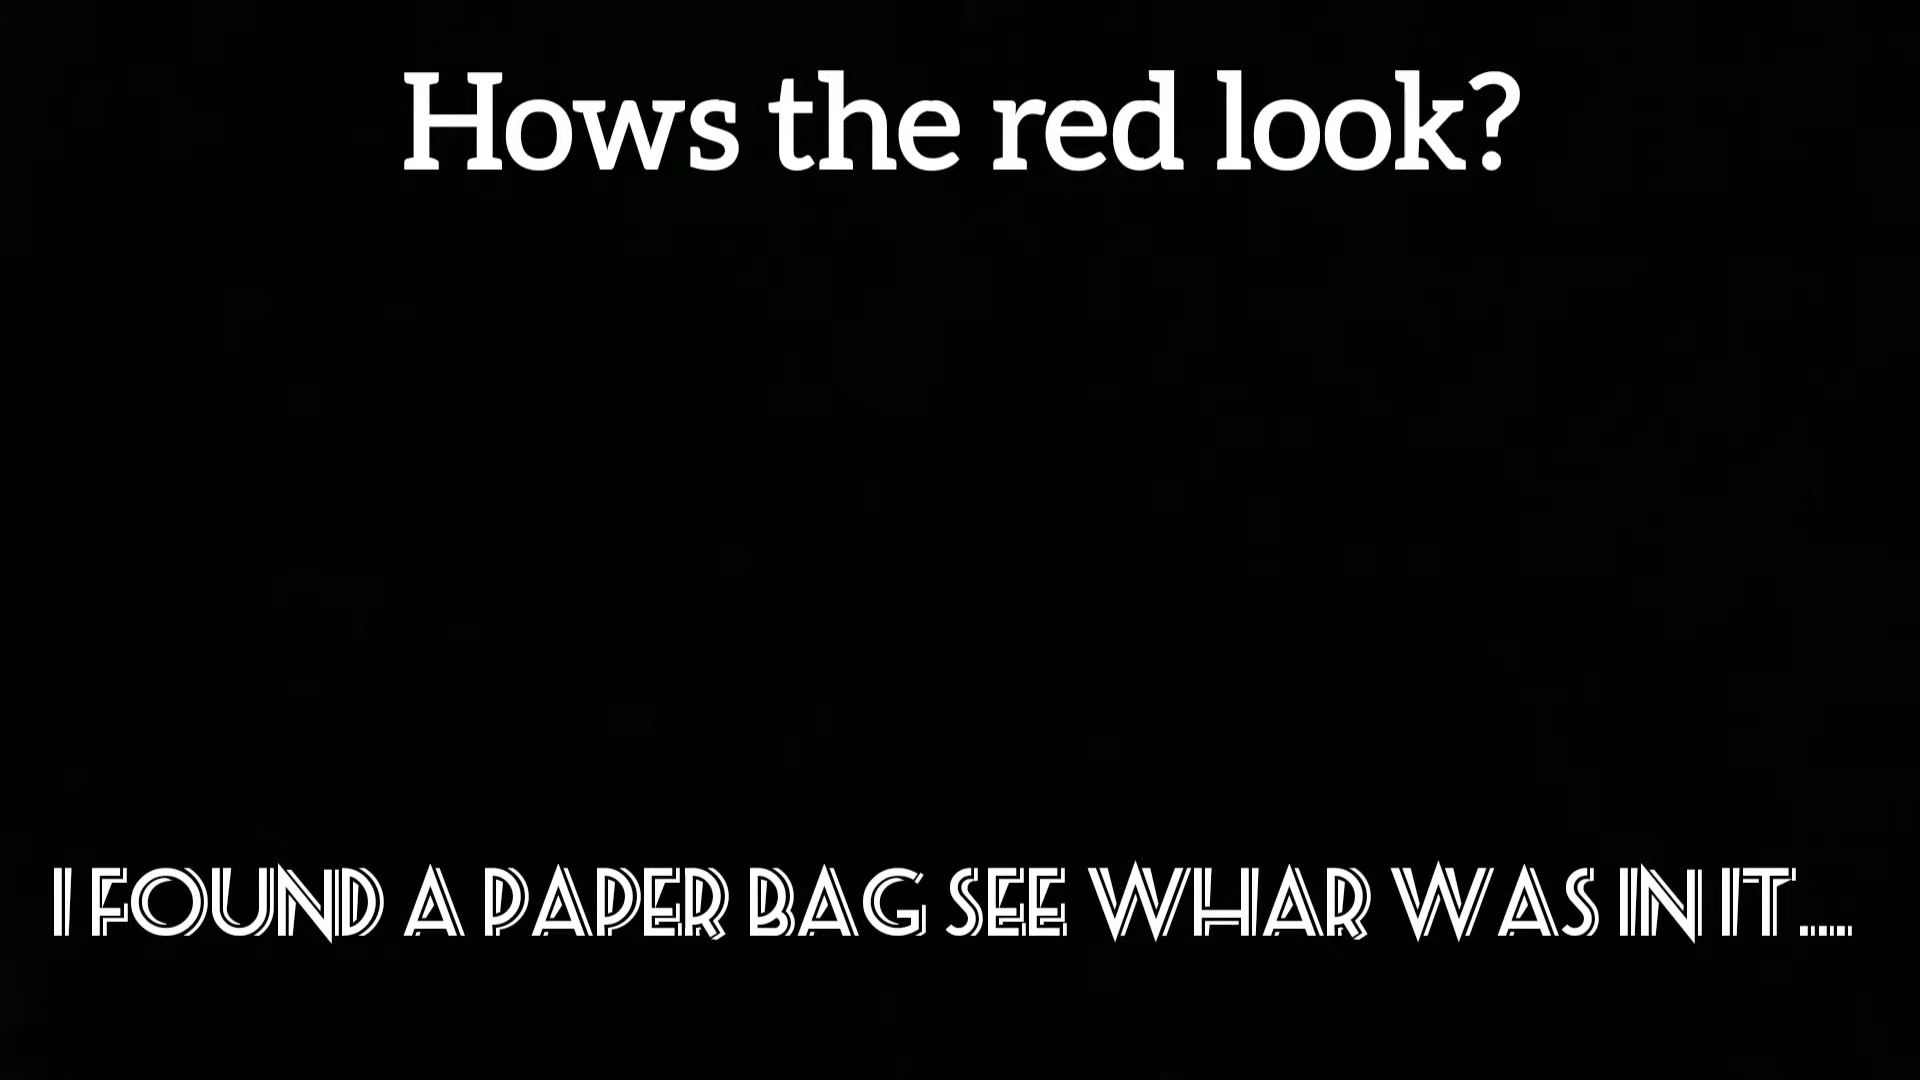 Hows the red look?
I FOUND A PAPER BAG SEE WHAR WAS IN IT......